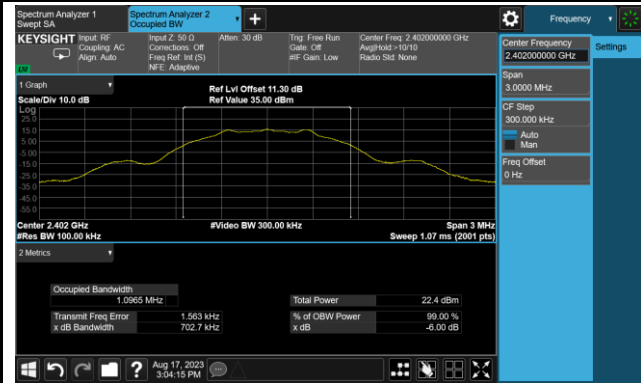 Spectrum Analyzer 1
Swept SA
Spectrum Analyzer 2
Occupied BW
Frequency
KEYSIGHT
Input: RF
Coupling: AC
Align: Auto
Input Z: 50 Ω
Corrections: Off
Freq Ref: Int (S)
NFE: Adaptive
Atten: 30 dB
Trig: Free Run
Gate: Off
#IF Gain: Low
Center Freq: 2.402000000 GHz
Avg|Hold:>10/10
Radio Std: None
Center Frequency
2.402000000 GHz
Settings
Span
3.0000 MHz
CF Step
300.000 kHz
Auto
Man
Freq Offset
0 Hz
1 Graph
Scale/Div 10.0 dB
Ref Lvl Offset 11.30 dB
Ref Value 35.00 dBm
Log
25.0
15.0
5.00
-5.00
-15.0
-25.0
-35.0
-45.0
-55.0
Center 2.402 GHz
#Res BW 100.00 kHz
#Video BW 300.00 kHz
Span 3 MHz
Sweep 1.07 ms (2001 pts)
2 Metrics
Occupied Bandwidth
1.0965 MHz
Total Power 22.4 dBm
Transmit Freq Error 1.563 kHz
% of OBW Power 99.00 %
x dB Bandwidth 702.7 kHz
x dB -6.00 dB
Aug 17, 2023
3:04:15 PM